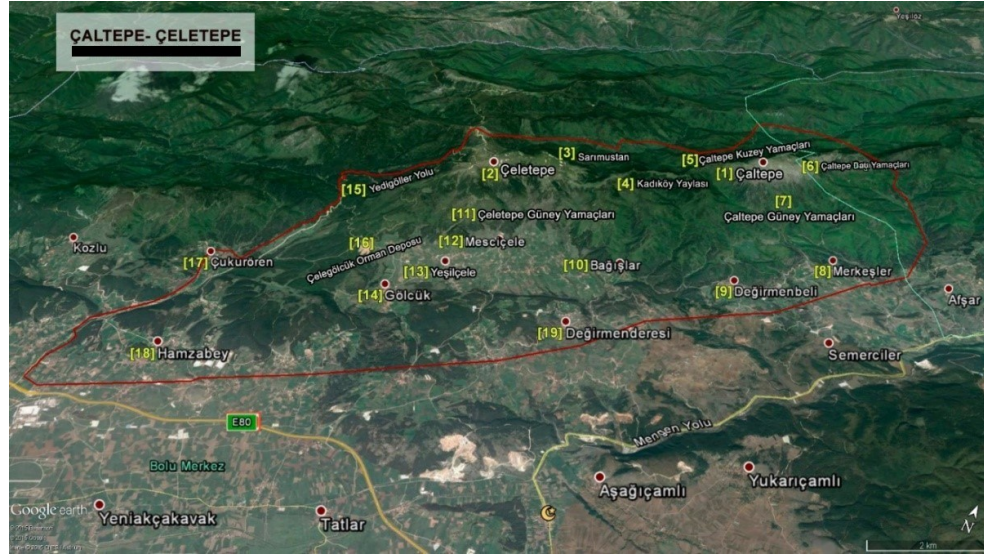 ÇALTEPE- ÇELETEPE
Yeşilöz
[3] Sarımustan
[5] Çaltepe Kuzey Yamaçları
[2] Çeletepe
[1] Çaltepe
[6] Çaltepe Batı Yamaçları
[15] Yedigöller Yolu
[4] Kadıköy Yaylası
[7]
Çaltepe Güney Yamaçları
[11] Çeletepe Güney Yamaçları
Kozlu
[16]
Çelegölcük Orman Deposu
[12] Mesciçele
[17] Çukurören
[13] Yeşilçele
[10] Bağışlar
[8] Merkeşler
[14] Gölcük
[9] Değirmenbeli
Afşar
[19] Değirmenderesi
[18] Hamzabey
Semerciler
E80
Mengen Yolu
Bolu Merkez
Aşağıçamlı
Yukarıçamlı
Google earth
Yeniakçakavak
Tatlar
N
2 km